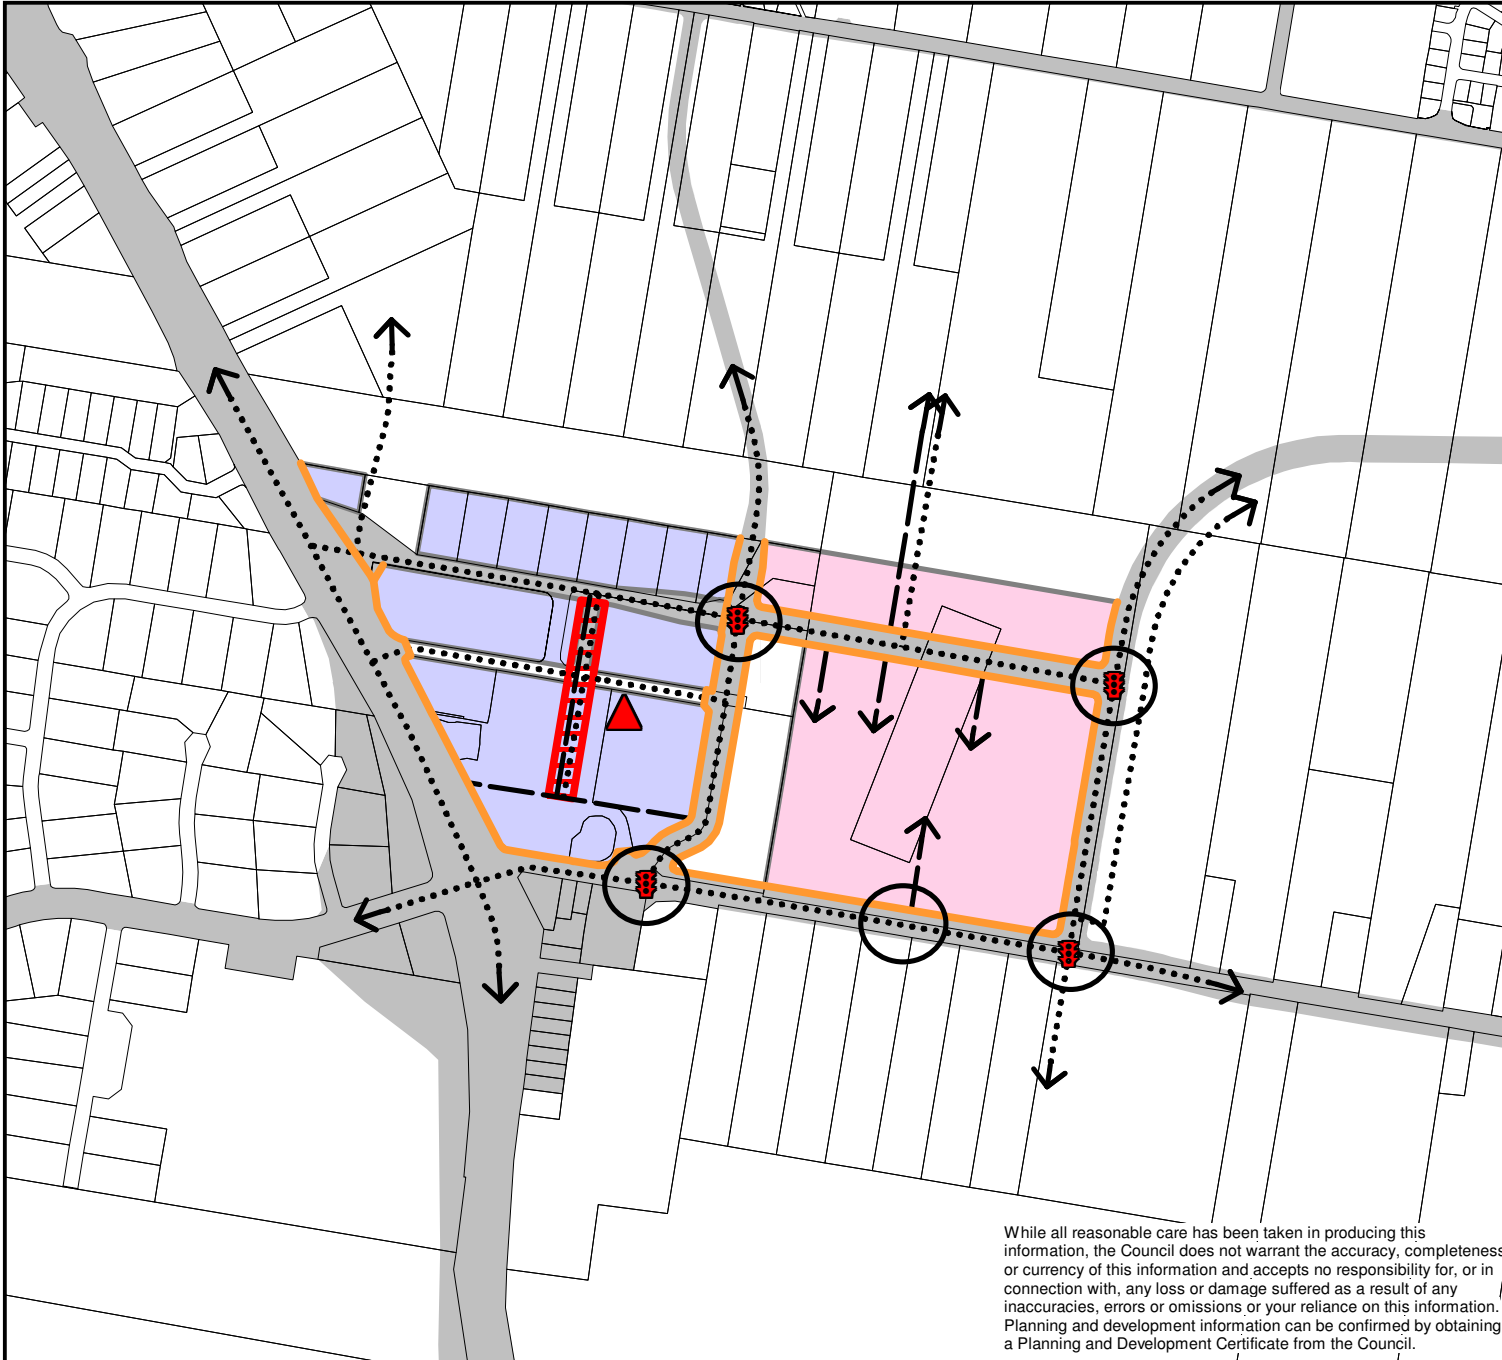 While all reasonable care has been taken in producing this
information, the Council does not warrant the accuracy, completeness
or currency of this information and accepts no responsibility for, or in
connection with, any loss or damage suffered as a result of any
inaccuracies, errors or omissions or your reliance on this information.
Planning and development information can be confirmed by obtaining
a Planning and Development Certificate from the Council.